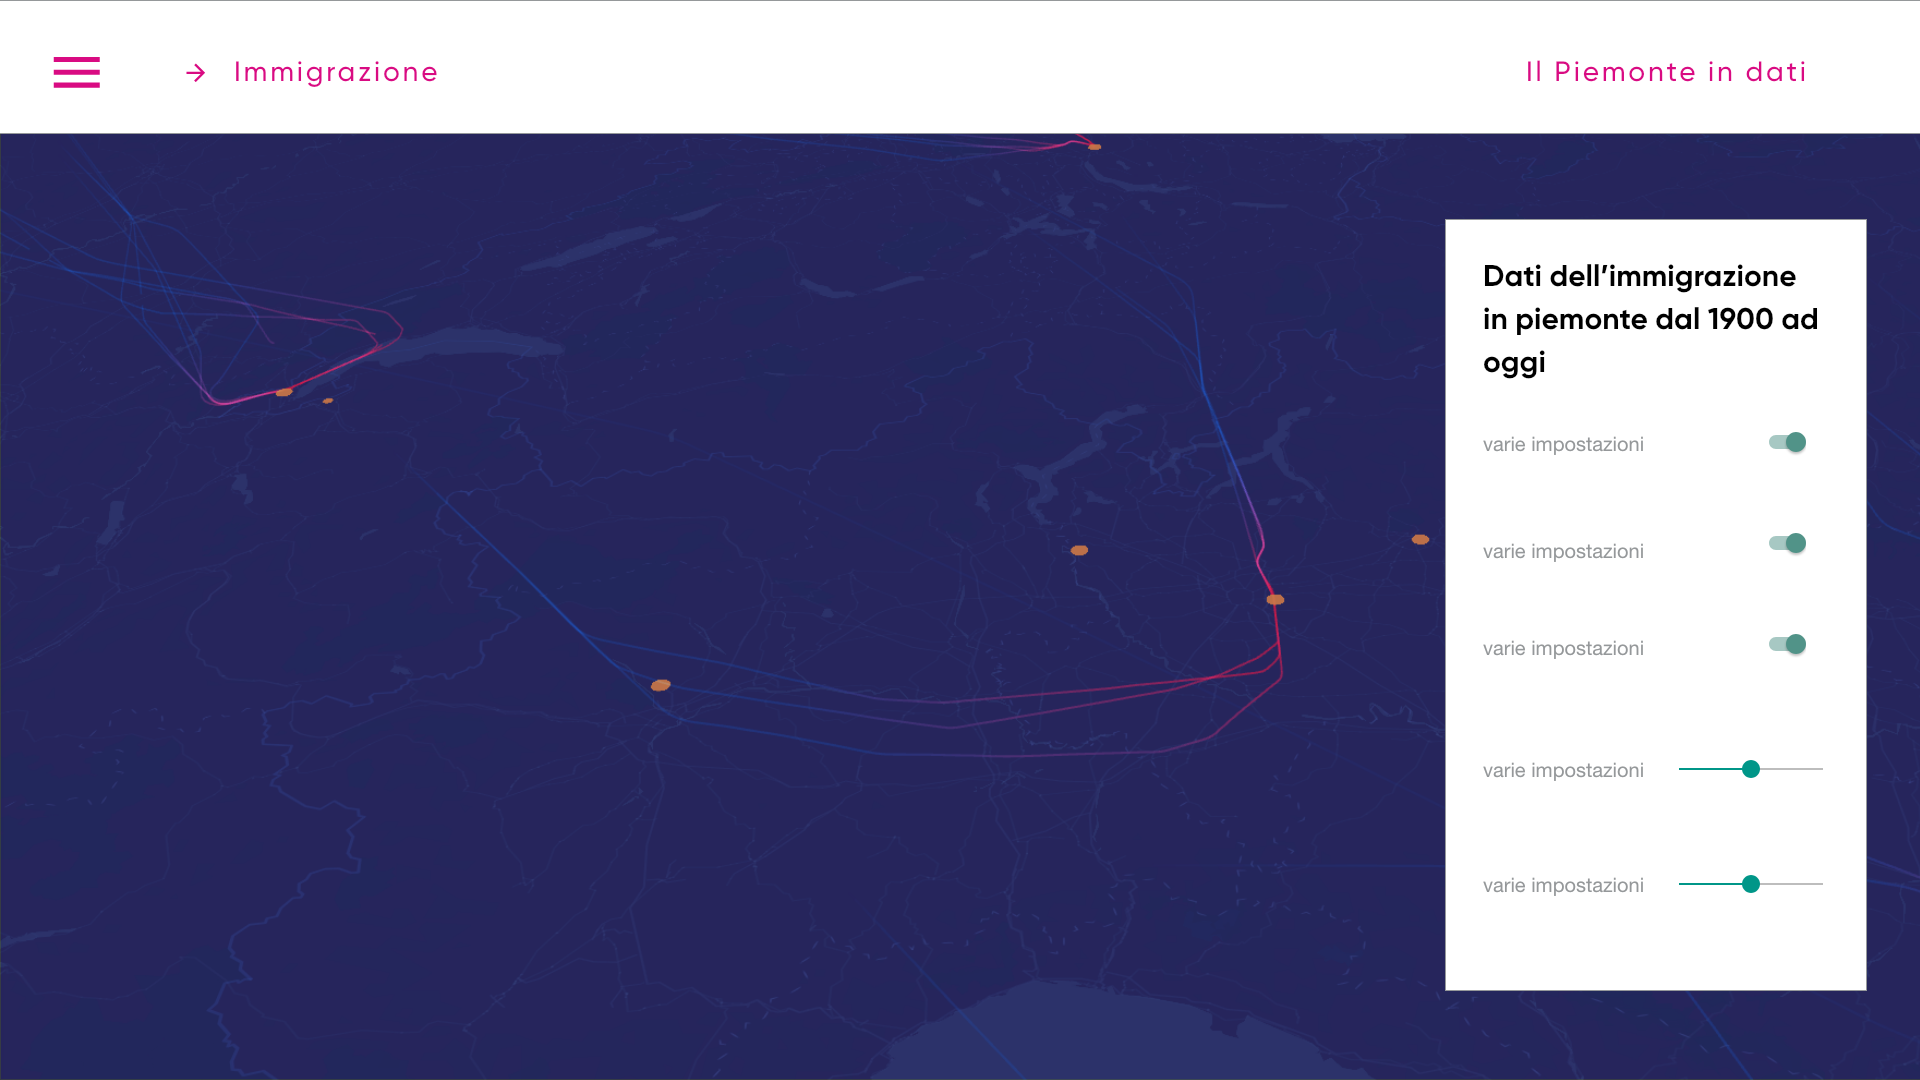 → Immigrazione
Il Piemonte in dati
Dati dell’immigrazione
in piemonte dal 1900 ad
oggi
varie impostazioni
varie impostazioni
varie impostazioni
varie impostazioni
varie impostazioni